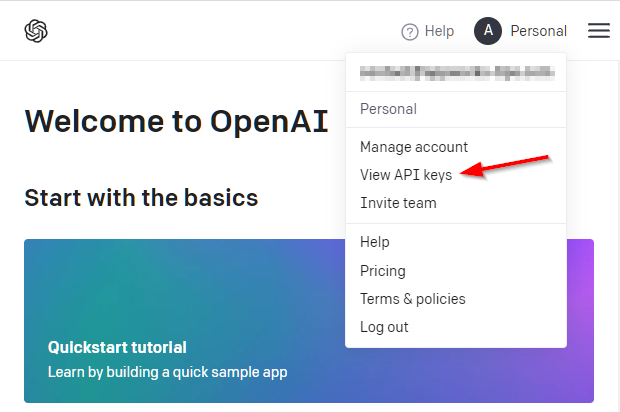 Help
A
Personal
Personal
Welcome to OpenAI
Manage account
View API keys
Start with the basics
Invite team
Help
Pricing
Terms & policies
Log out
Quickstart tutorial
Learn by building a quick sample app